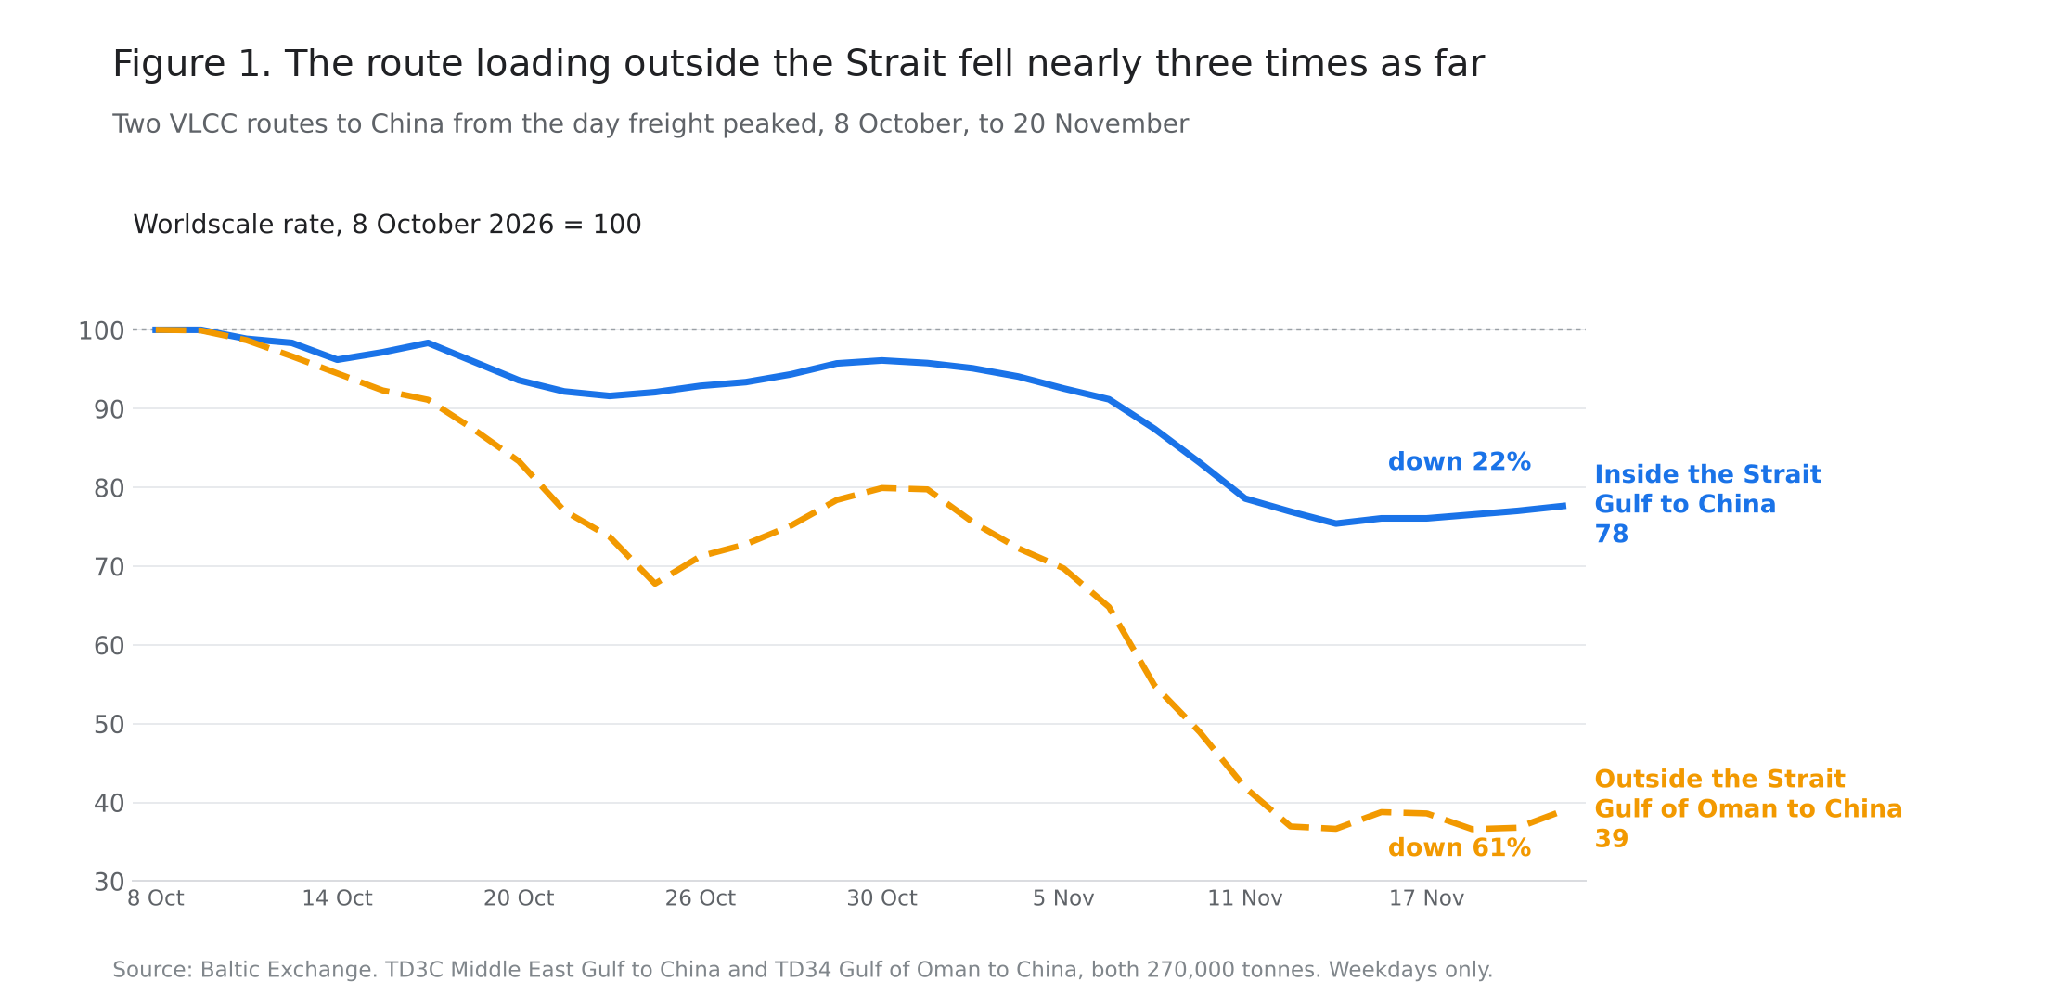 Figure 1. The route loading outside the Strait fell nearly three times as far
Two VLCC routes to China from the day freight peaked, 8 October, to 20 November
Worldscale rate, 8 October 2026 = 100
100
90
80
70
60
50
40
30
down 22%
Inside the Strait
Gulf to China
78
Outside the Strait
Gulf of Oman to China
39
down 61%
8 Oct
14 Oct
20 Oct
26 Oct
30 Oct
5 Nov
11 Nov
17 Nov
Source: Baltic Exchange. TD3C Middle East Gulf to China and TD34 Gulf of Oman to China, both 270,000 tonnes. Weekdays only.